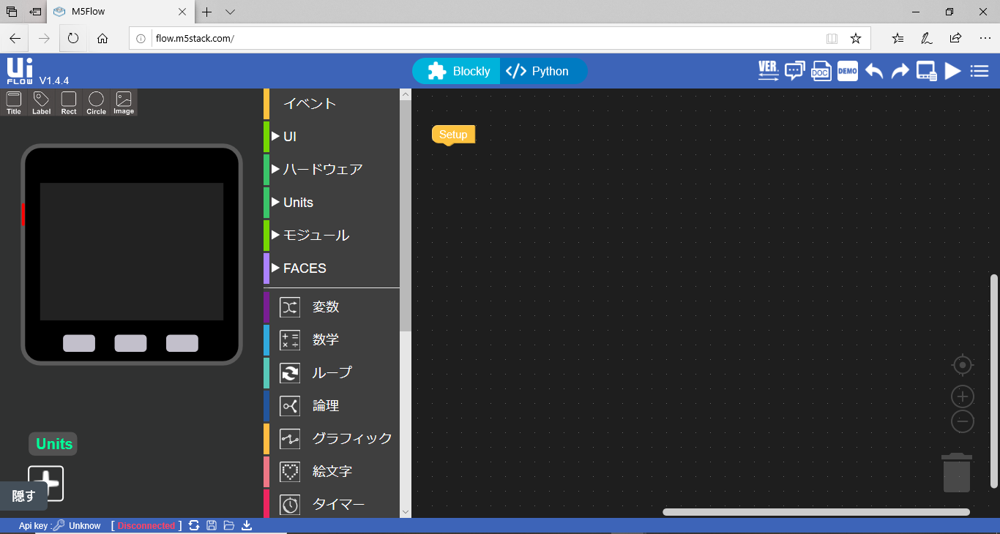 M5Flow
flow.m5stack.com/
Ui
FLOW V1.4.4
Blockly
</> Python
VER.
DOC
DEMO
Title
Label
Rect
Circle
Image
イベント
UI
ハードウェア
Units
モジュール
FACES
変数
数学
ループ
論理
グラフィック
絵文字
タイマー
Setup
Units
隠す
Api key : Unknow [ Disconnected ]